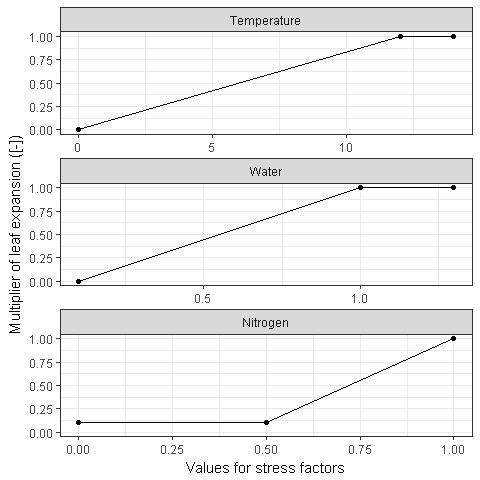 Temperature
1.00
0.75
0.50
0.25
0.00
0 5 10
Water
1.00
0.75
0.50
0.25
0.00
0.5 1.0
Nitrogen
1.00
0.75
0.50
0.25
0.00
0.00 0.25 0.50 0.75 1.00
Values for stress factors
Multiplier of leaf expansion ([-])